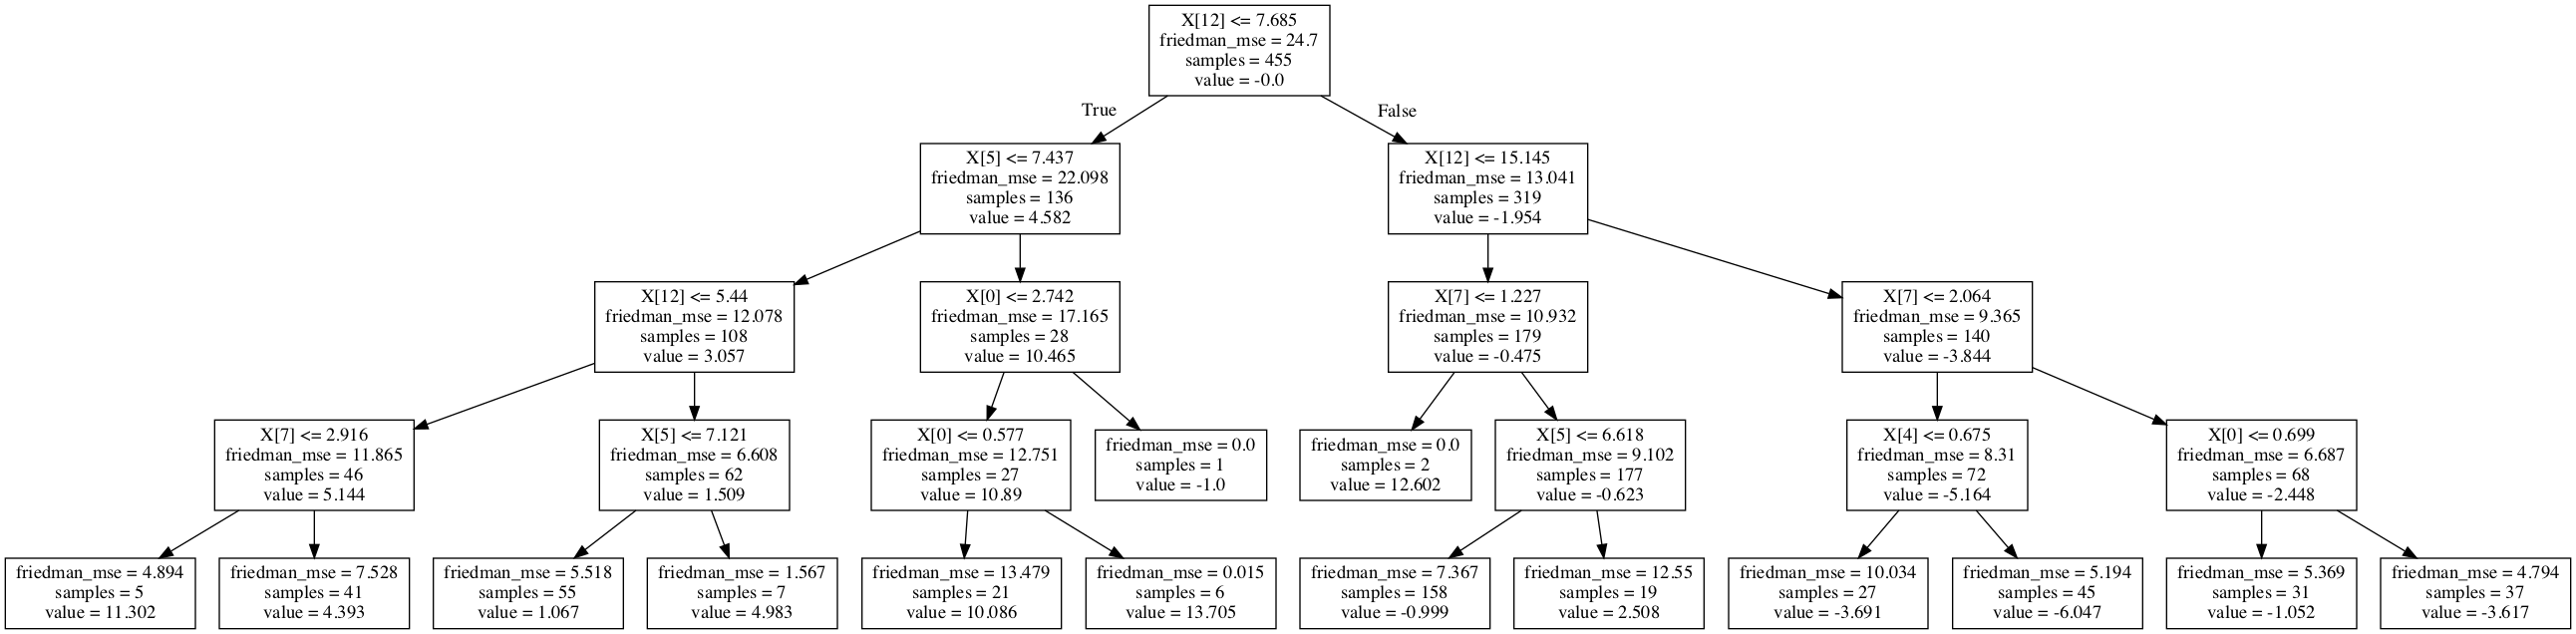 X[12] <= 7.685
friedman_mse = 24.7
samples = 455
value = -0.0
True
False
X[5] <= 7.437
friedman_mse = 22.098
samples = 136
value = 4.582
X[12] <= 15.145
friedman_mse = 13.041
samples = 319
value = -1.954
X[12] <= 5.44
friedman_mse = 12.078
samples = 108
value = 3.057
X[0] <= 2.742
friedman_mse = 17.165
samples = 28
value = 10.465
X[7] <= 1.227
friedman_mse = 10.932
samples = 179
value = -0.475
X[7] <= 2.064
friedman_mse = 9.365
samples = 140
value = -3.844
X[7] <= 2.916
friedman_mse = 11.865
samples = 46
value = 5.144
X[5] <= 7.121
friedman_mse = 6.608
samples = 62
value = 1.509
X[0] <= 0.577
friedman_mse = 12.751
samples = 27
value = 10.89
friedman_mse = 0.0
samples = 1
value = -1.0
friedman_mse = 0.0
samples = 2
value = 12.602
X[5] <= 6.618
friedman_mse = 9.102
samples = 177
value = -0.623
X[4] <= 0.675
friedman_mse = 8.31
samples = 72
value = -5.164
X[0] <= 0.699
friedman_mse = 6.687
samples = 68
value = -2.448
friedman_mse = 4.894
samples = 5
value = 11.302
friedman_mse = 7.528
samples = 41
value = 4.393
friedman_mse = 5.518
samples = 55
value = 1.067
friedman_mse = 1.567
samples = 7
value = 4.983
friedman_mse = 13.479
samples = 21
value = 10.086
friedman_mse = 0.015
samples = 6
value = 13.705
friedman_mse = 7.367
samples = 158
value = -0.999
friedman_mse = 12.55
samples = 19
value = 2.508
friedman_mse = 10.034
samples = 27
value = -3.691
friedman_mse = 5.194
samples = 45
value = -6.047
friedman_mse = 5.369
samples = 31
value = -1.052
friedman_mse = 4.794
samples = 37
value = -3.617